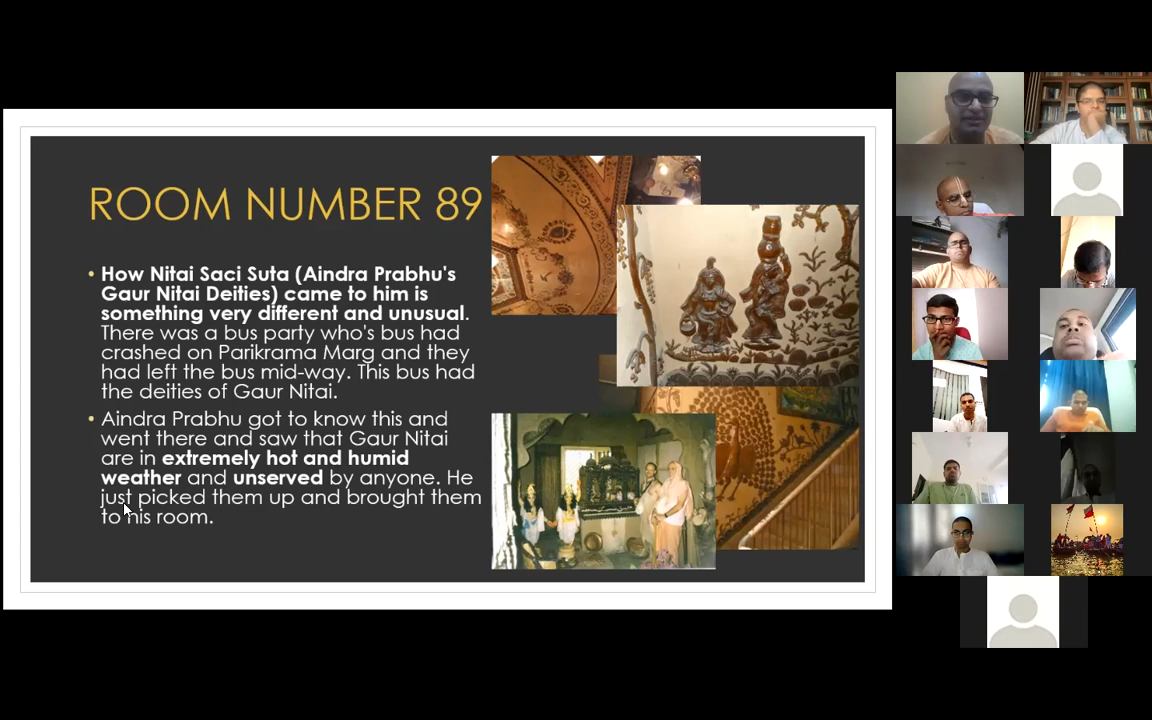 ROOM NUMBER 89
• How Nitai Saci Suta (Aindra Prabhu's
Gaur Nitai Deities) came to him is
something very different and unusual.
There was a bus party who's bus had
crashed on Parikrama Marg and they
had left the bus mid-way. This bus had
the deities of Gaur Nitai.
• Aindra Prabhu got to know this and
went there and saw that Gaur Nitai
are in extremely hot and humid
weather and unserved by anyone. He
just picked them up and brought them
to his room.